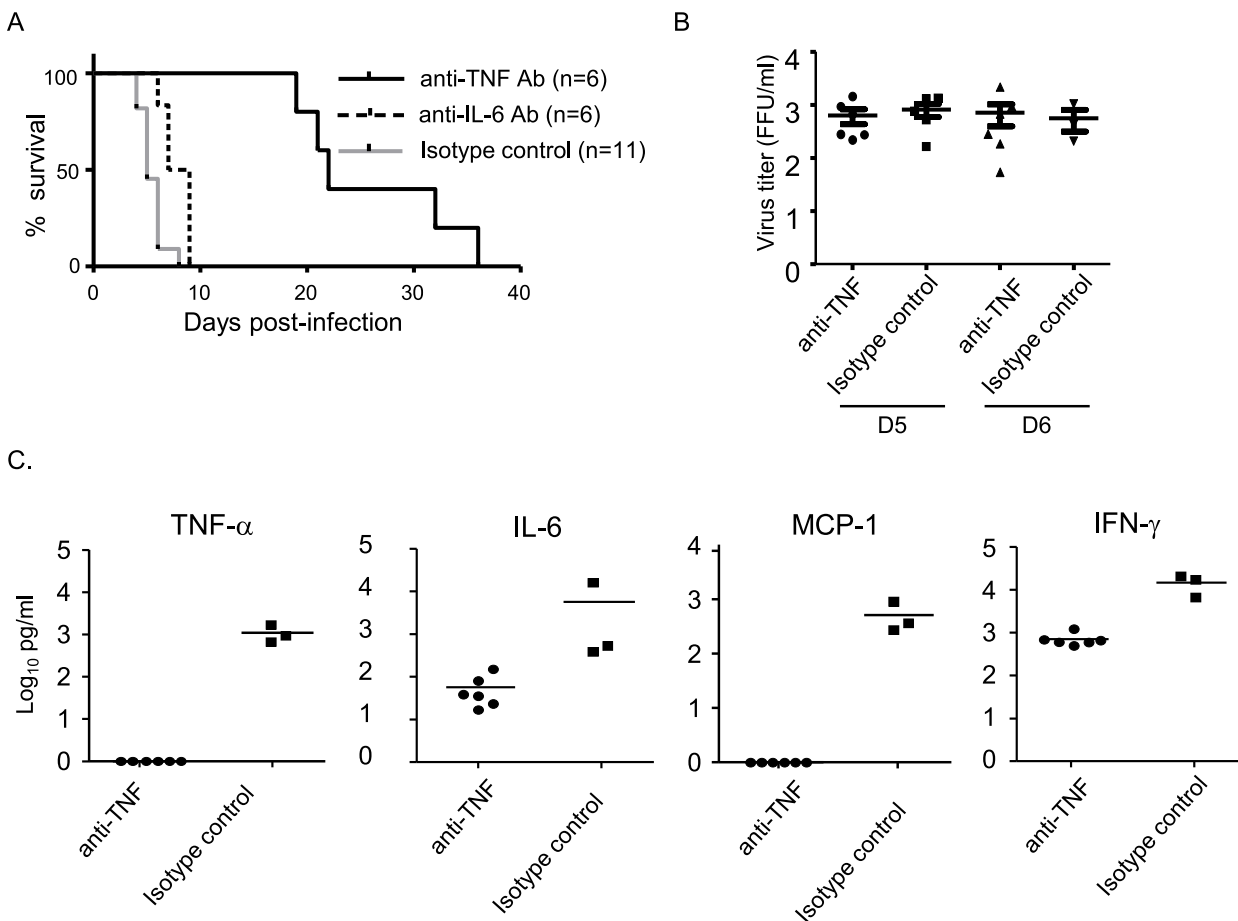 A
100
50
0
% survival
0 10 20 30 40
Days post-infection
anti-TNF Ab (n=6)
anti-IL-6 Ab (n=6)
Isotype control (n=11)
B
4
3
2
1
0
Virus titer (FFU/ml)
anti-TNF
Isotype control
anti-TNF
Isotype control
D5 D6
C.
TNF-α
5
4
3
2
1
0
Log₁₀ pg/ml
anti-TNF
Isotype control
IL-6
5
4
3
2
1
0
anti-TNF
Isotype control
MCP-1
4
3
2
1
0
anti-TNF
Isotype control
IFN-γ
5
4
3
2
1
0
anti-TNF
Isotype control